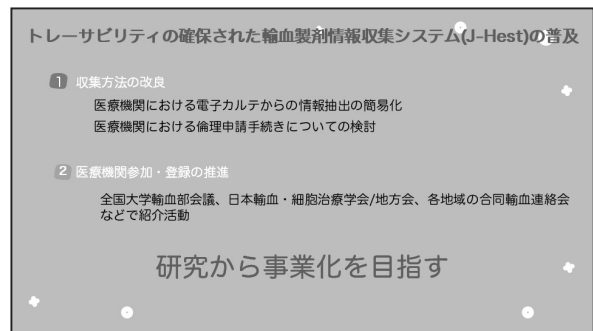 トレーサビリティの確保された輸血製剤情報収集システム(J-Hest)の普及
1 収集方法の改良
医療機関における電子カルテからの情報抽出の簡易化
医療機関における倫理申請手続きについての検討
2 医療機関参加・登録の推進
全国大学輸血部会議、日本輸血・細胞治療学会/地方会、各地域の合同輸血連絡会
などで紹介活動
研究から事業化を目指す